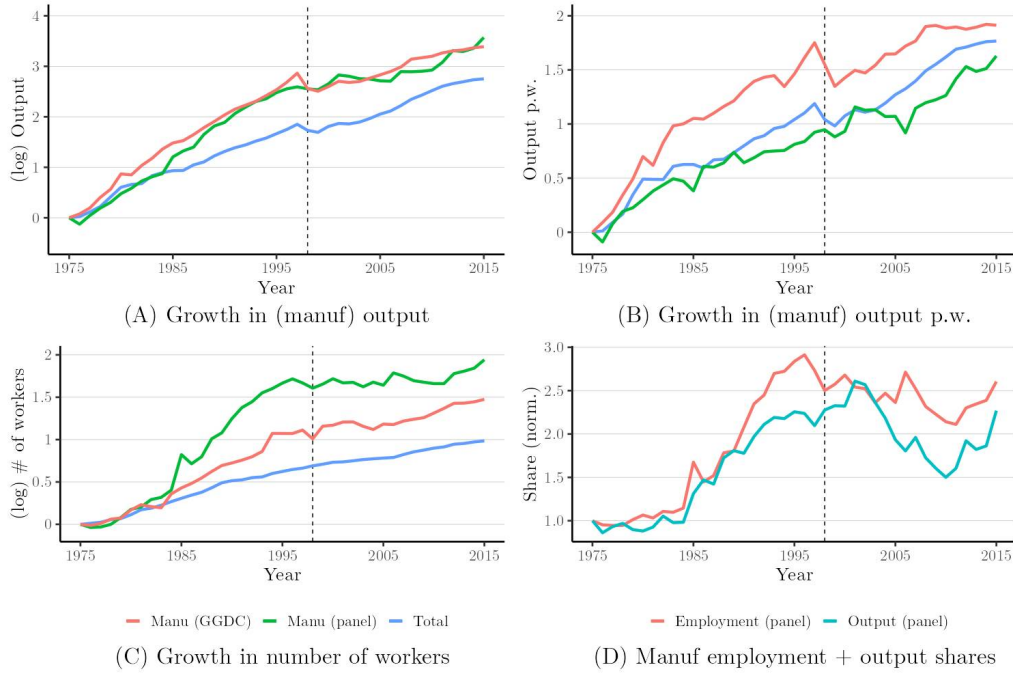 (log) Output
4
3
2
1
0
1975
1985
1995
2005
2015
Year
(A) Growth in (manuf) output
Output p.w.
2
1.5
1
0.5
0
1975
1985
1995
2005
2015
Year
(B) Growth in (manuf) output p.w.
(log) # of workers
2
1.5
1
0.5
0
1975
1985
1995
2005
2015
Year
Manu (GGDC) Manu (panel) Total
(C) Growth in number of workers
Share (norm.)
3.0
2.5
2.0
1.5
1.0
1975
1985
1995
2005
2015
Year
Employment (panel) Output (panel)
(D) Manuf employment + output shares